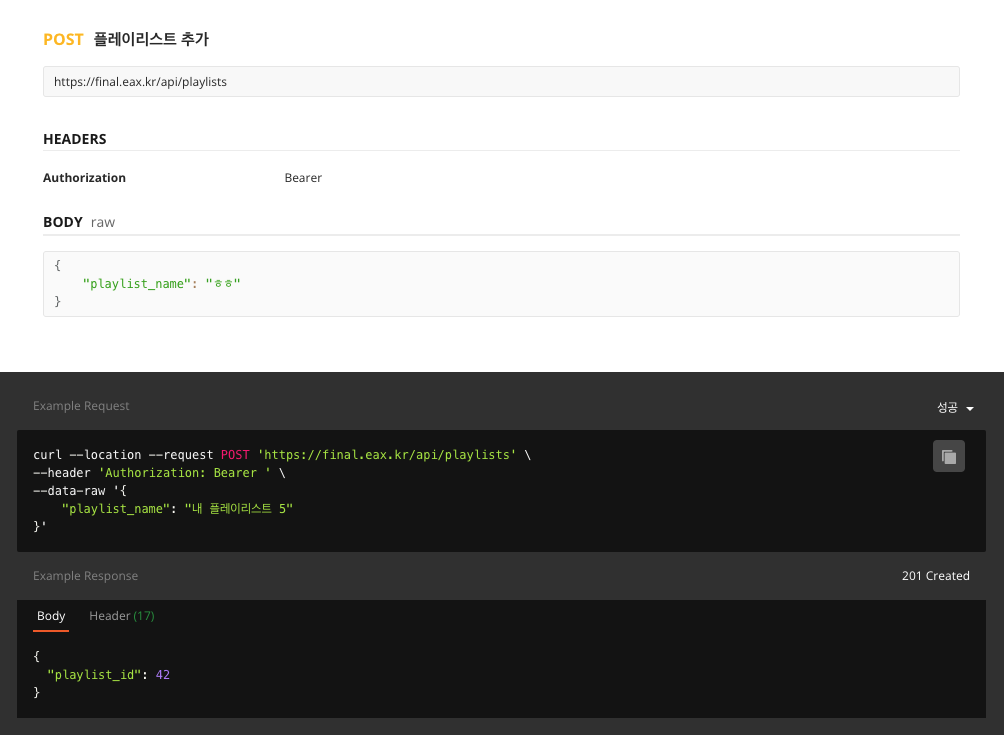 POST 플레이리스트 추가
https://final.eax.kr/api/playlists
HEADERS
Authorization Bearer
BODY raw
{
    "playlist_name": "ㅎㅎ"
}
Example Request 성공
curl --location --request POST 'https://final.eax.kr/api/playlists' \
--header 'Authorization: Bearer ' \
--data-raw '{
    "playlist_name": "내 플레이리스트 5"
}'
Example Response 201 Created
Body Header (17)
{
  "playlist_id": 42
}